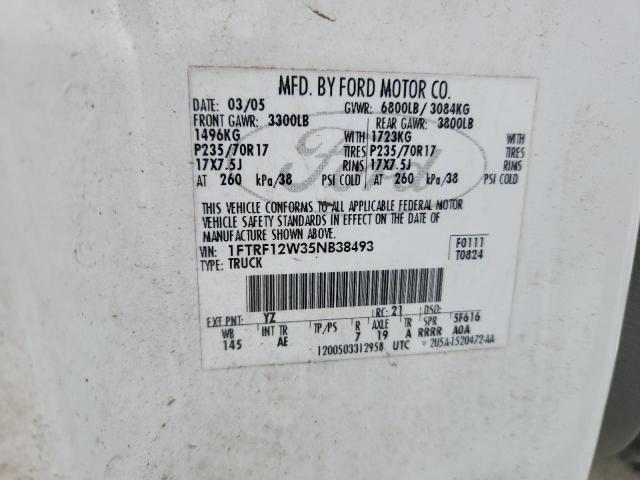 MFD. BY FORD MOTOR CO.
DATE: 03/05 GVWR: 6800LB/ 3084KG
FRONT GAWR: 3300LB REAR GAWR: 3800LB
1496KG WITH 1723KG WITH
P235/70R17 TIRES P235/70R17 TIRES
17X7.5J RIMS 17X7.5J RIMS
AT 260 kPa/38 PSI COLD AT 260 kPa/38 PSI COLD
Ford
THIS VEHICLE CONFORMS TO ALL APPLICABLE FEDERAL MOTOR
VEHICLE SAFETY STANDARDS IN EFFECT ON THE DATE OF
MANUFACTURE SHOWN ABOVE.
VIN: 1FTRF12W35NB38493 F0111
TYPE: TRUCK T0824
EXT PNT: YZ RC: 21 DSO:
WB INT TR TP/PS R AXLE TR SPR 5F616
145 AE 7 19 A RRRR AOA
1200503312958 UTC 2U5A-1520472-AA